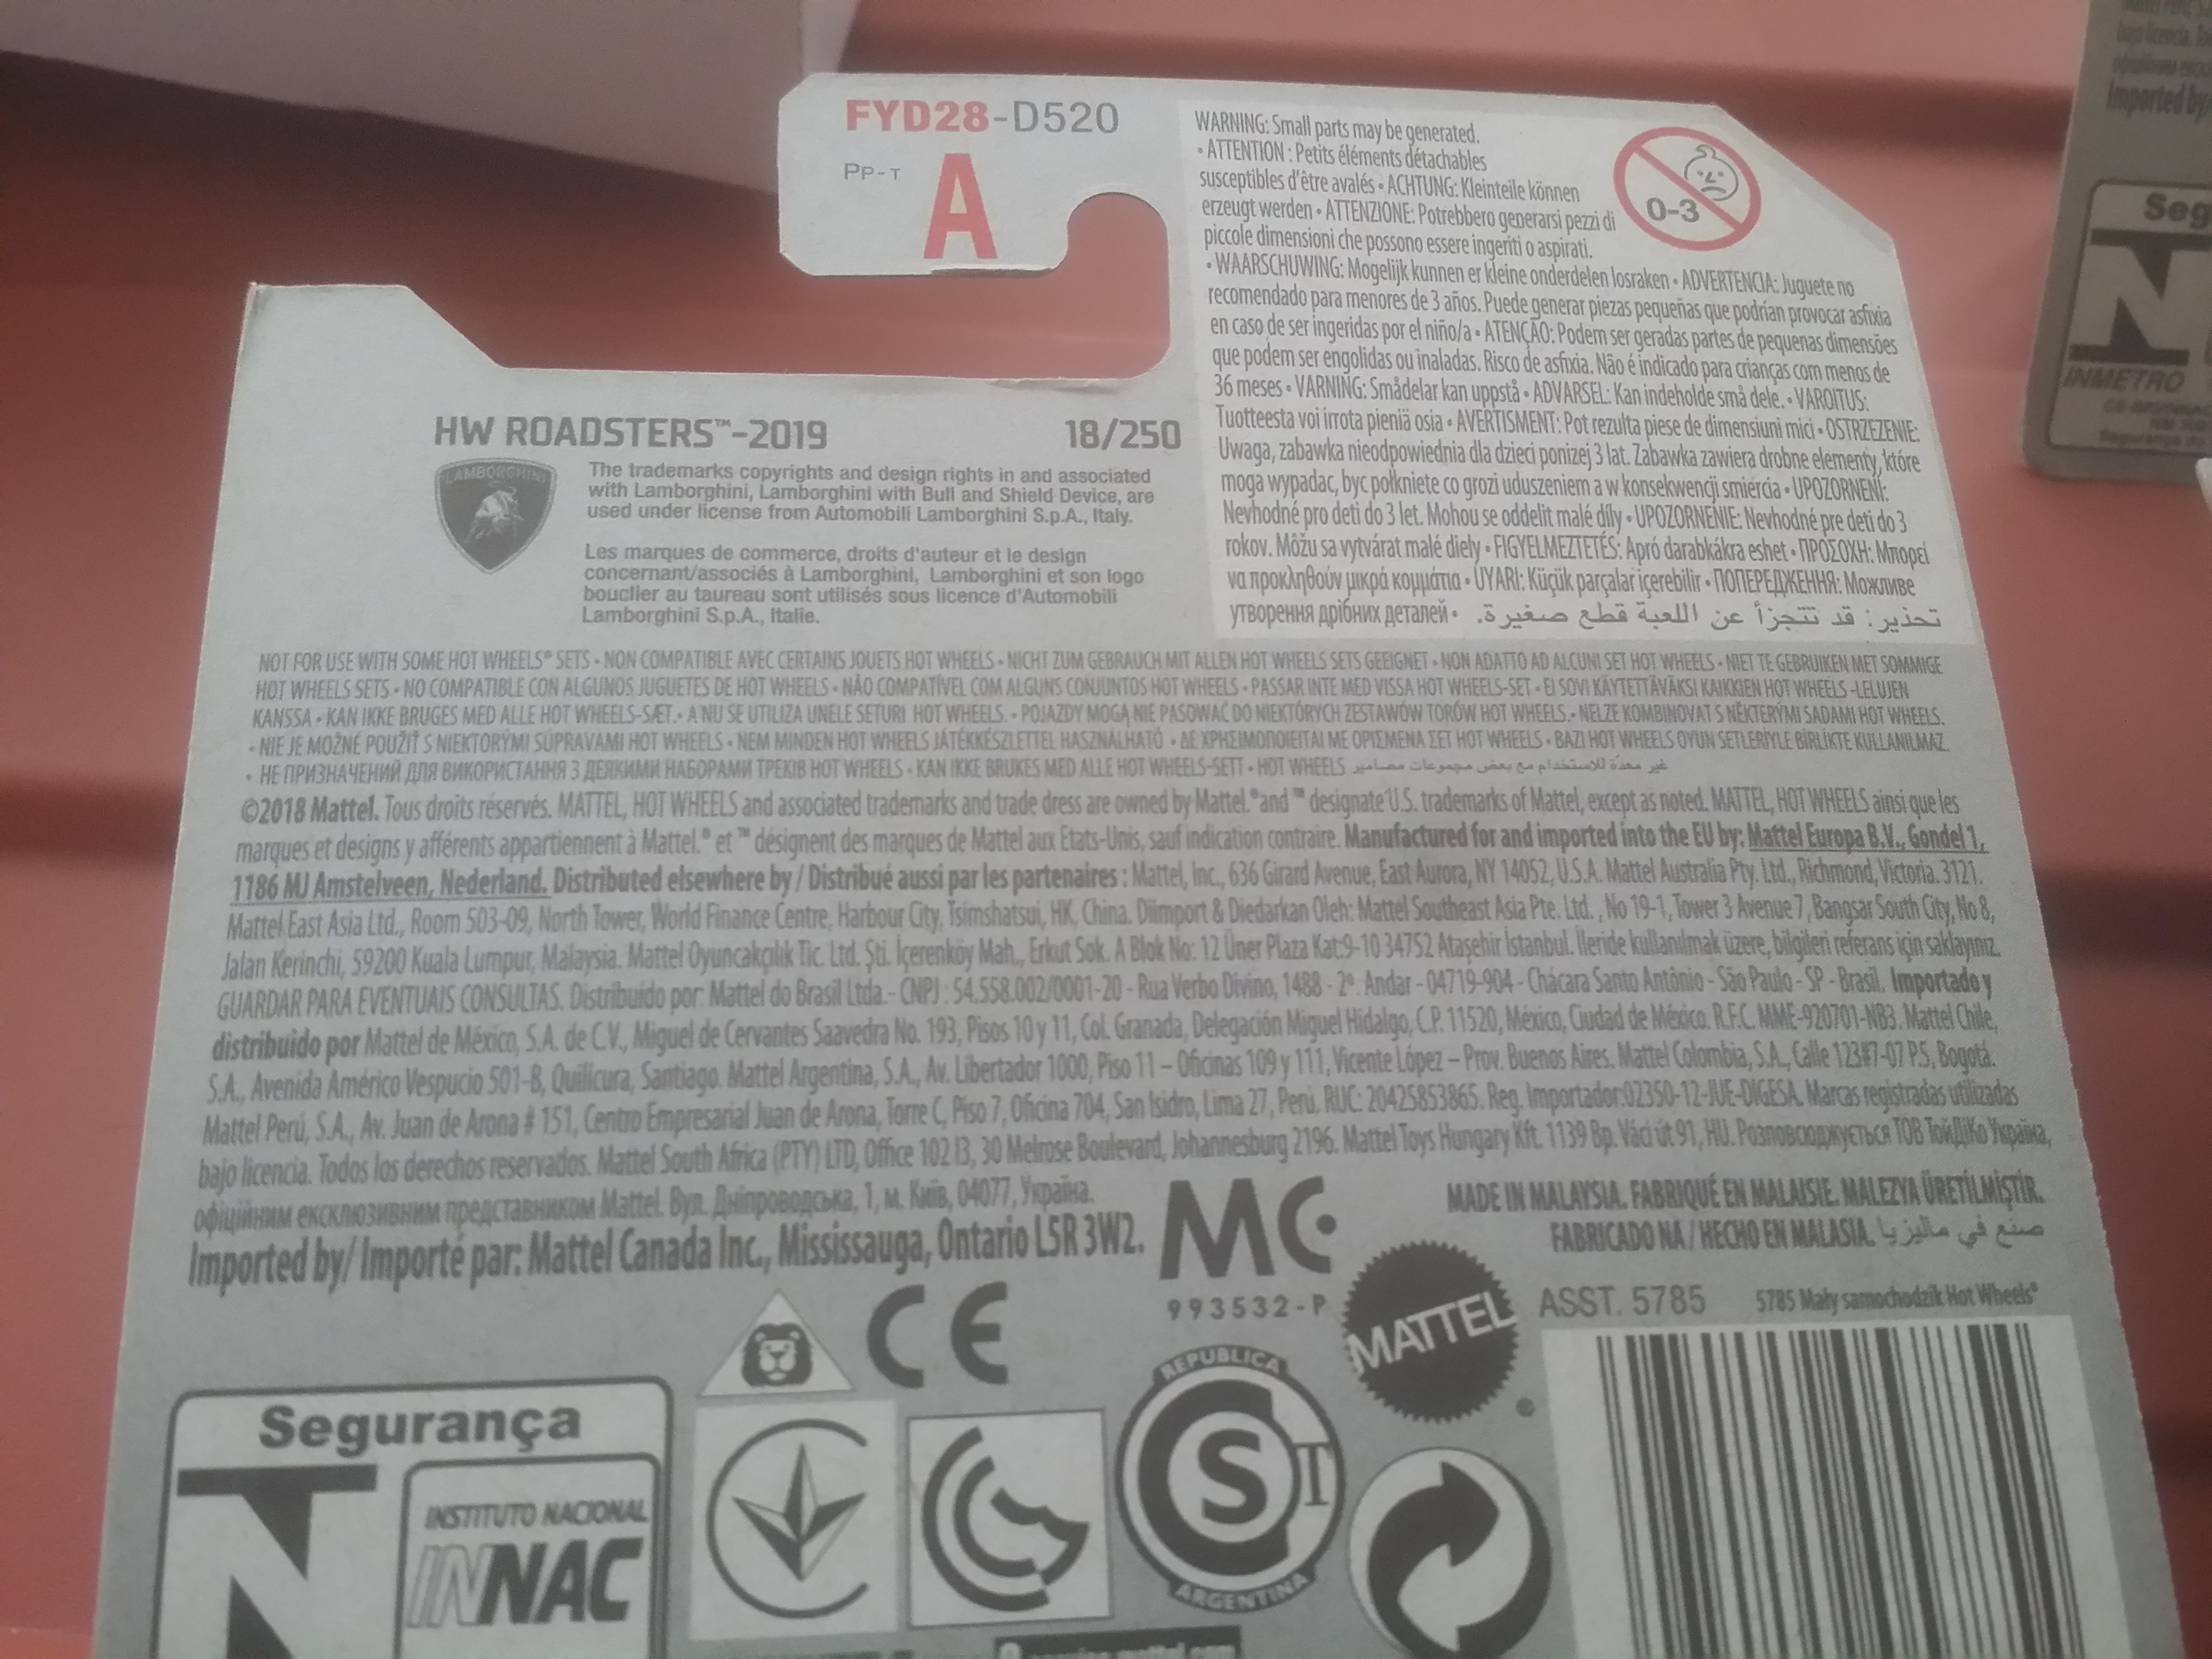 FYD28-D520
PP-T
A
WARNING: Small parts may be generated.
• ATTENTION : Petits éléments détachables
susceptibles d'être avalés • ACHTUNG: Kleinteile können
erzeugt werden • ATTENZIONE: Potrebbero generarsi pezzi di
piccole dimensioni che possono essere ingeriti o aspirati.
• WAARSCHUWING: Mogelijk kunnen er kleine onderdelen losraken • ADVERTENCIA: Juguete no
recomendado para menores de 3 años. Puede generar piezas pequeñas que podrían provocar asfixia
en caso de ser ingeridas por el niño/a • ATENÇÃO: Podem ser geradas partes de pequenas dimensões
que podem ser engolidas ou inaladas. Risco de asfixia. Não é indicado para crianças com menos de
36 meses • VARNING: Smådelar kan uppstå • ADVARSEL: Kan indeholde små dele. • VAROITUS:
Tuotteesta voi irrota pieniä osia • AVERTISMENT: Pot rezulta piese de dimensiuni mici • OSTRZEZENIE:
Uwaga, zabawka nieodpowiednia dla dzieci ponizej 3 lat. Zabawka zawiera drobne elementy, które
moga wypadac, byc połkniete co grozi uduszeniem a w konsekwencji smiercia • UPOZORNENÍ:
Nevhodné pro deti do 3 let. Mohou se oddelit malé díly • UPOZORNENIE: Nevhodné pre deti do 3
rokov. Môžu sa vytvárat malé diely • FIGYELMEZTETÉS: Apró darabkákra eshet • ΠΡΟΣΟΧΗ: Μπορεί
να προκληθούν μικρά κομμάτια • UYARI: Küçük parçalar içerebilir • ПОПЕРЕДЖЕННЯ: Можливе
утворення дрібних деталей • تحذير: قد تتجزأ عن اللعبة قطع صغيرة.
0-3
HW ROADSTERS™-2019
18/250
LAMBORGHINI
The trademarks copyrights and design rights in and associated
with Lamborghini, Lamborghini with Bull and Shield Device, are
used under license from Automobili Lamborghini S.p.A., Italy.
Les marques de commerce, droits d'auteur et le design
concernant/associés à Lamborghini, Lamborghini et son logo
bouclier au taureau sont utilisés sous licence d'Automobili
Lamborghini S.p.A., Italie.
NOT FOR USE WITH SOME HOT WHEELS® SETS • NON COMPATIBLE AVEC CERTAINS JOUETS HOT WHEELS • NICHT ZUM GEBRAUCH MIT ALLEN HOT WHEELS SETS GEEIGNET • NON ADATTO AD ALCUNI SET HOT WHEELS • NIET TE GEBRUIKEN MET SOMMIGE
HOT WHEELS SETS • NO COMPATIBLE CON ALGUNOS JUGUETES DE HOT WHEELS • NÃO COMPATÍVEL COM ALGUNS CONJUNTOS HOT WHEELS • PASSAR INTE MED VISSA HOT WHEELS-SET • EI SOVI KÄYTETTÄVÄKSI KAIKKIEN HOT WHEELS -LELUJEN
KANSSA • KAN IKKE BRUGES MED ALLE HOT WHEELS-SÆT. • A NU SE UTILIZA UNELE SETURI HOT WHEELS. • POJAZDY MOGĄ NIE PASOWAĆ DO NIEKTÓRYCH ZESTAWÓW TORÓW HOT WHEELS. • NELZE KOMBINOVAT S NĚKTERÝMI SADAMI HOT WHEELS.
• NIE JE MOŽNÉ POUŽIŤ S NIEKTORÝMI SÚPRAVAMI HOT WHEELS • NEM MINDEN HOT WHEELS JÁTÉKKÉSZLETTEL HASZNÁLHATÓ • ΔΕ ΧΡΗΣΙΜΟΠΟΙΕΙΤΑΙ ΜΕ ΟΡΙΣΜΕΝΑ ΣΕΤ HOT WHEELS • BAZI HOT WHEELS OYUN SETLERİYLE BİRLİKTE KULLANILMAZ.
• НЕ ПРИЗНАЧЕНИЙ ДЛЯ ВИКОРИСТАННЯ З ДЕЯКИМИ НАБОРАМИ ТРЕКІВ HOT WHEELS • KAN IKKE BRUKES MED ALLE HOT WHEELS-SETT • HOT WHEELS غير معدة للاستخدام مع بعض مجموعات مضامير
©2018 Mattel. Tous droits réservés. MATTEL, HOT WHEELS and associated trademarks and trade dress are owned by Mattel. ® and ™ designate U.S. trademarks of Mattel, except as noted. MATTEL, HOT WHEELS ainsi que les
marques et designs y afférents appartiennent à Mattel. ® et ™ désignent des marques de Mattel aux États-Unis, sauf indication contraire. Manufactured for and imported into the EU by: Mattel Europa B.V., Gondel 1,
1186 MJ Amstelveen, Nederland. Distributed elsewhere by / Distribué aussi par les partenaires : Mattel, Inc., 636 Girard Avenue, East Aurora, NY 14052, U.S.A. Mattel Australia Pty. Ltd., Richmond, Victoria. 3121.
Mattel East Asia Ltd., Room 503-09, North Tower, World Finance Centre, Harbour City, Tsimshatsui, HK, China. Diimport & Diedarkan Oleh: Mattel Southeast Asia Pte. Ltd. , No 19-1, Tower 3 Avenue 7, Bangsar South City, No 8,
Jalan Kerinchi, 59200 Kuala Lumpur, Malaysia. Mattel Oyuncakçılık Tic. Ltd. Şti. İçerenköy Mah., Erkut Sok. A Blok No: 12 Üner Plaza Kat:9-10 34752 Ataşehir İstanbul. İleride kullanılmak üzere, bilgileri referans için saklayınız.
GUARDAR PARA EVENTUAIS CONSULTAS. Distribuído por: Mattel do Brasil Ltda.- CNPJ : 54.558.002/0001-20 - Rua Verbo Divino, 1488 - 2º. Andar - 04719-904 - Chácara Santo Antônio - São Paulo - SP - Brasil. Importado y
distribuido por Mattel de México, S.A. de C.V., Miguel de Cervantes Saavedra No. 193, Pisos 10 y 11, Col. Granada, Delegación Miguel Hidalgo, C.P. 11520, México, Ciudad de México. R.F.C. MME-920701-NB3. Mattel Chile,
S.A., Avenida Américo Vespucio 501-B, Quilicura, Santiago. Mattel Argentina, S.A., Av. Libertador 1000, Piso 11 – Oficinas 109 y 111, Vicente López – Prov. Buenos Aires. Mattel Colombia, S.A., Calle 123#7-07 P.5, Bogotá.
Mattel Perú, S.A., Av. Juan de Arona # 151, Centro Empresarial Juan de Arona, Torre C, Piso 7, Oficina 704, San Isidro, Lima 27, Perú. RUC: 20425853865. Reg. Importador:02350-12-JUE-DIGESA. Marcas registradas utilizadas
bajo licencia. Todos los derechos reservados. Mattel South Africa (PTY) LTD, Office 102 I3, 30 Melrose Boulevard, Johannesburg 2196. Mattel Toys Hungary Kft. 1139 Bp. Váci út 91, HU. Розповсюджується ТОВ ТойДіКо Україна,
офіційним ексклюзивним представником Mattel. Вул. Дніпроводська, 1, м. Київ, 04077, Україна.
Imported by/ Importé par: Mattel Canada Inc., Mississauga, Ontario L5R 3W2.
MADE IN MALAYSIA. FABRIQUÉ EN MALAISIE. MALEZYA ÜRETİLMİŞTİR.
FABRICADO NA / HECHO EN MALASIA. صنع في ماليزيا
MC
993532-P
MATTEL
ASST. 5785
5785 Mały samochodzik Hot Wheels®
CE
REPUBLICA
S
T
ARGENTINA
Segurança
INSTITUTO NACIONAL
INNAC
bajo licencia.
Imported by
Seg
INMETRO